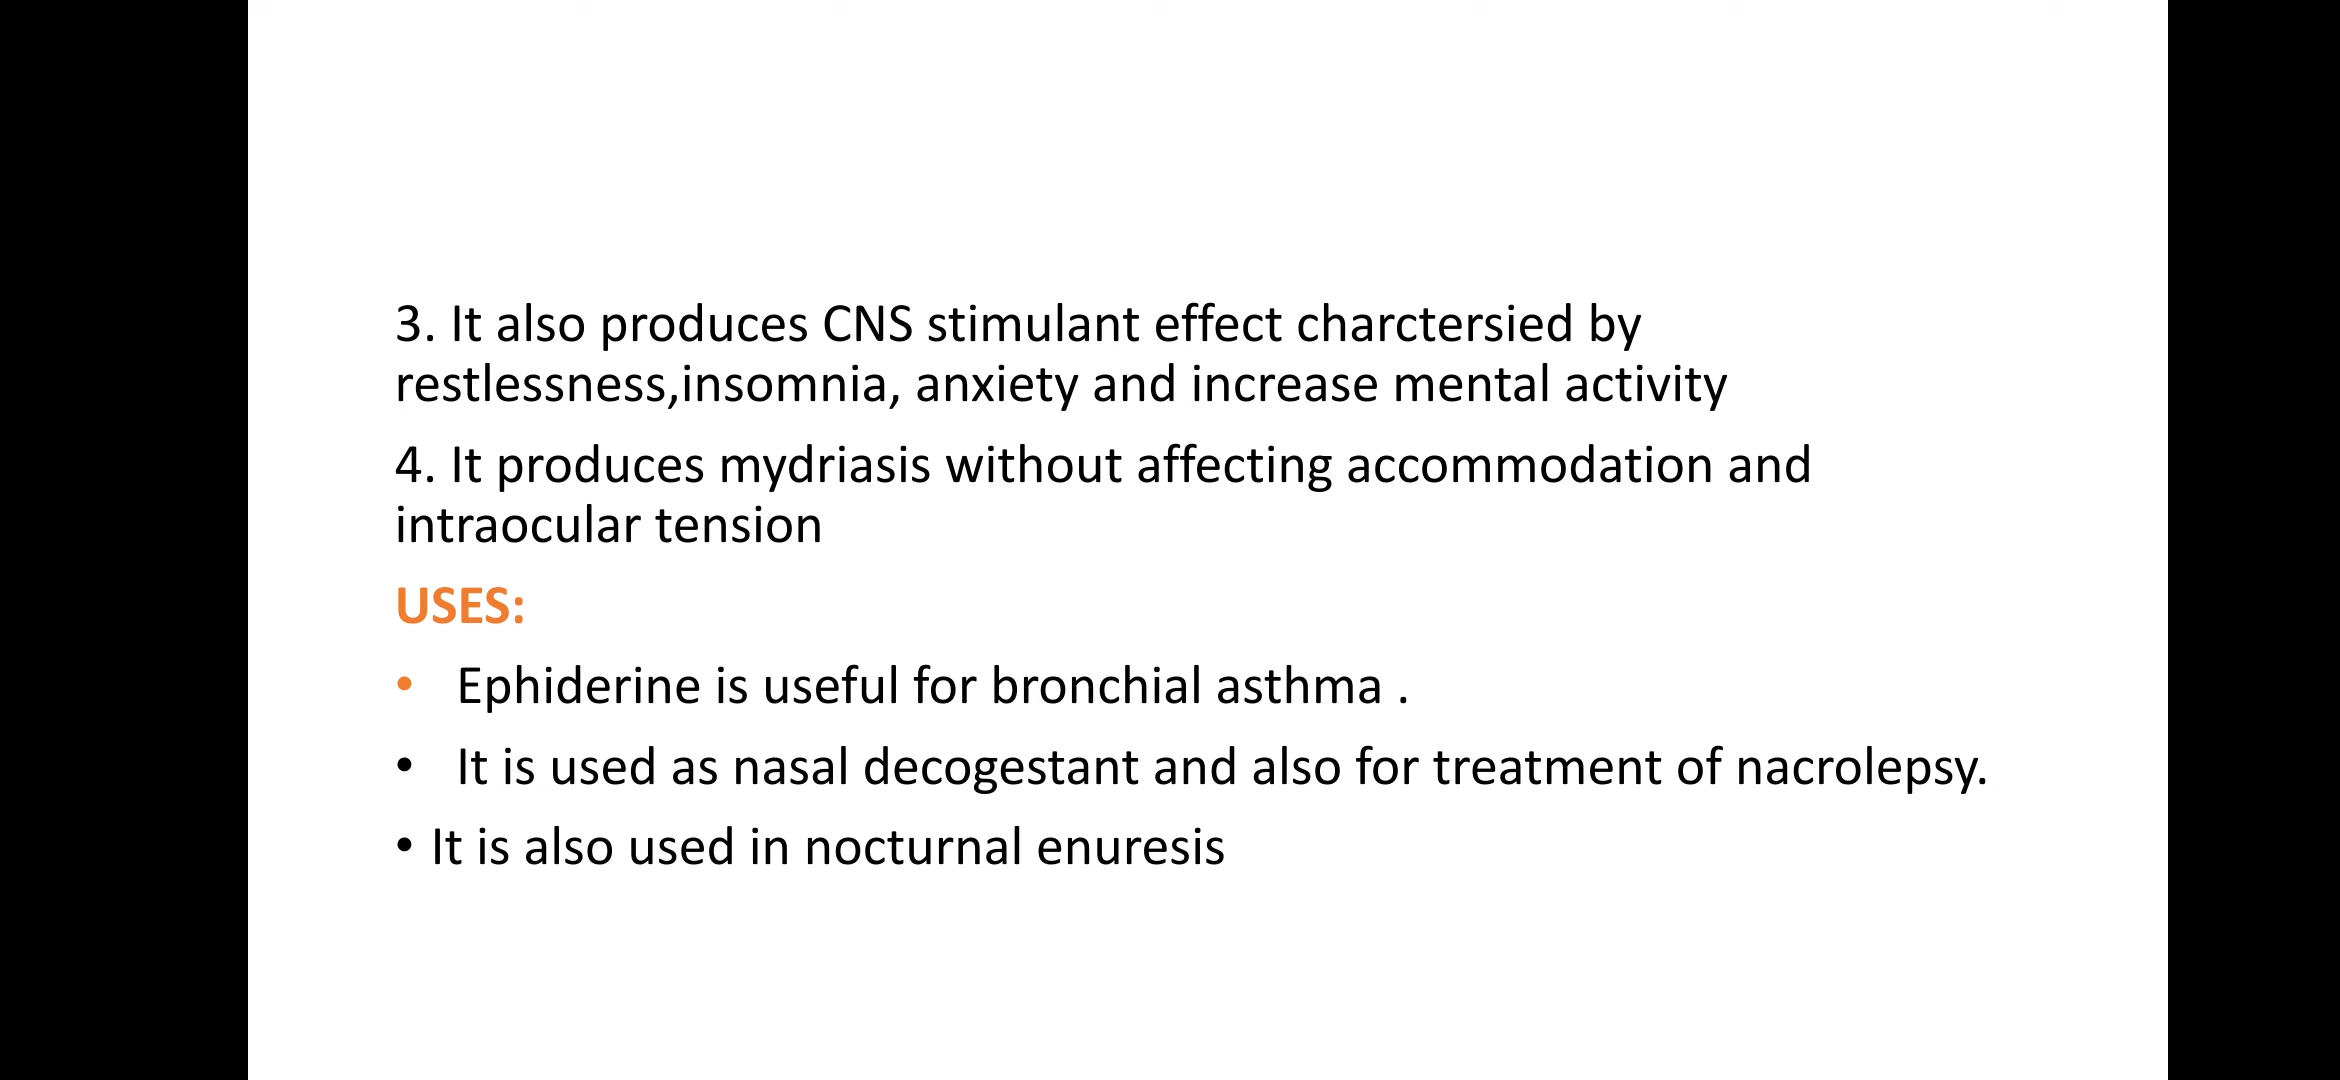 3. It also produces CNS stimulant effect charctersied by
restlessness,insomnia, anxiety and increase mental activity
4. It produces mydriasis without affecting accommodation and
intraocular tension
USES:
• Ephiderine is useful for bronchial asthma .
• It is used as nasal decogestant and also for treatment of nacrolepsy.
• It is also used in nocturnal enuresis